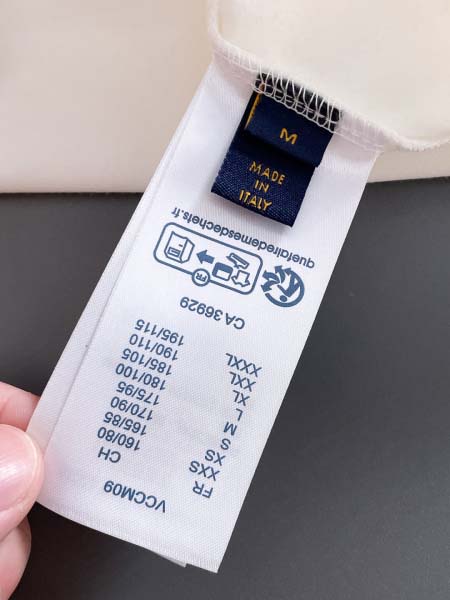 M
MADE
IN
ITALY
VCCM09
FR CH
XXS 160/80
XS 165/85
S 170/90
M 175/95
L 180/100
XL 185/105
XXL 190/110
XXXL 195/115
CA 36929
FR
quefairedemesdechets.fr